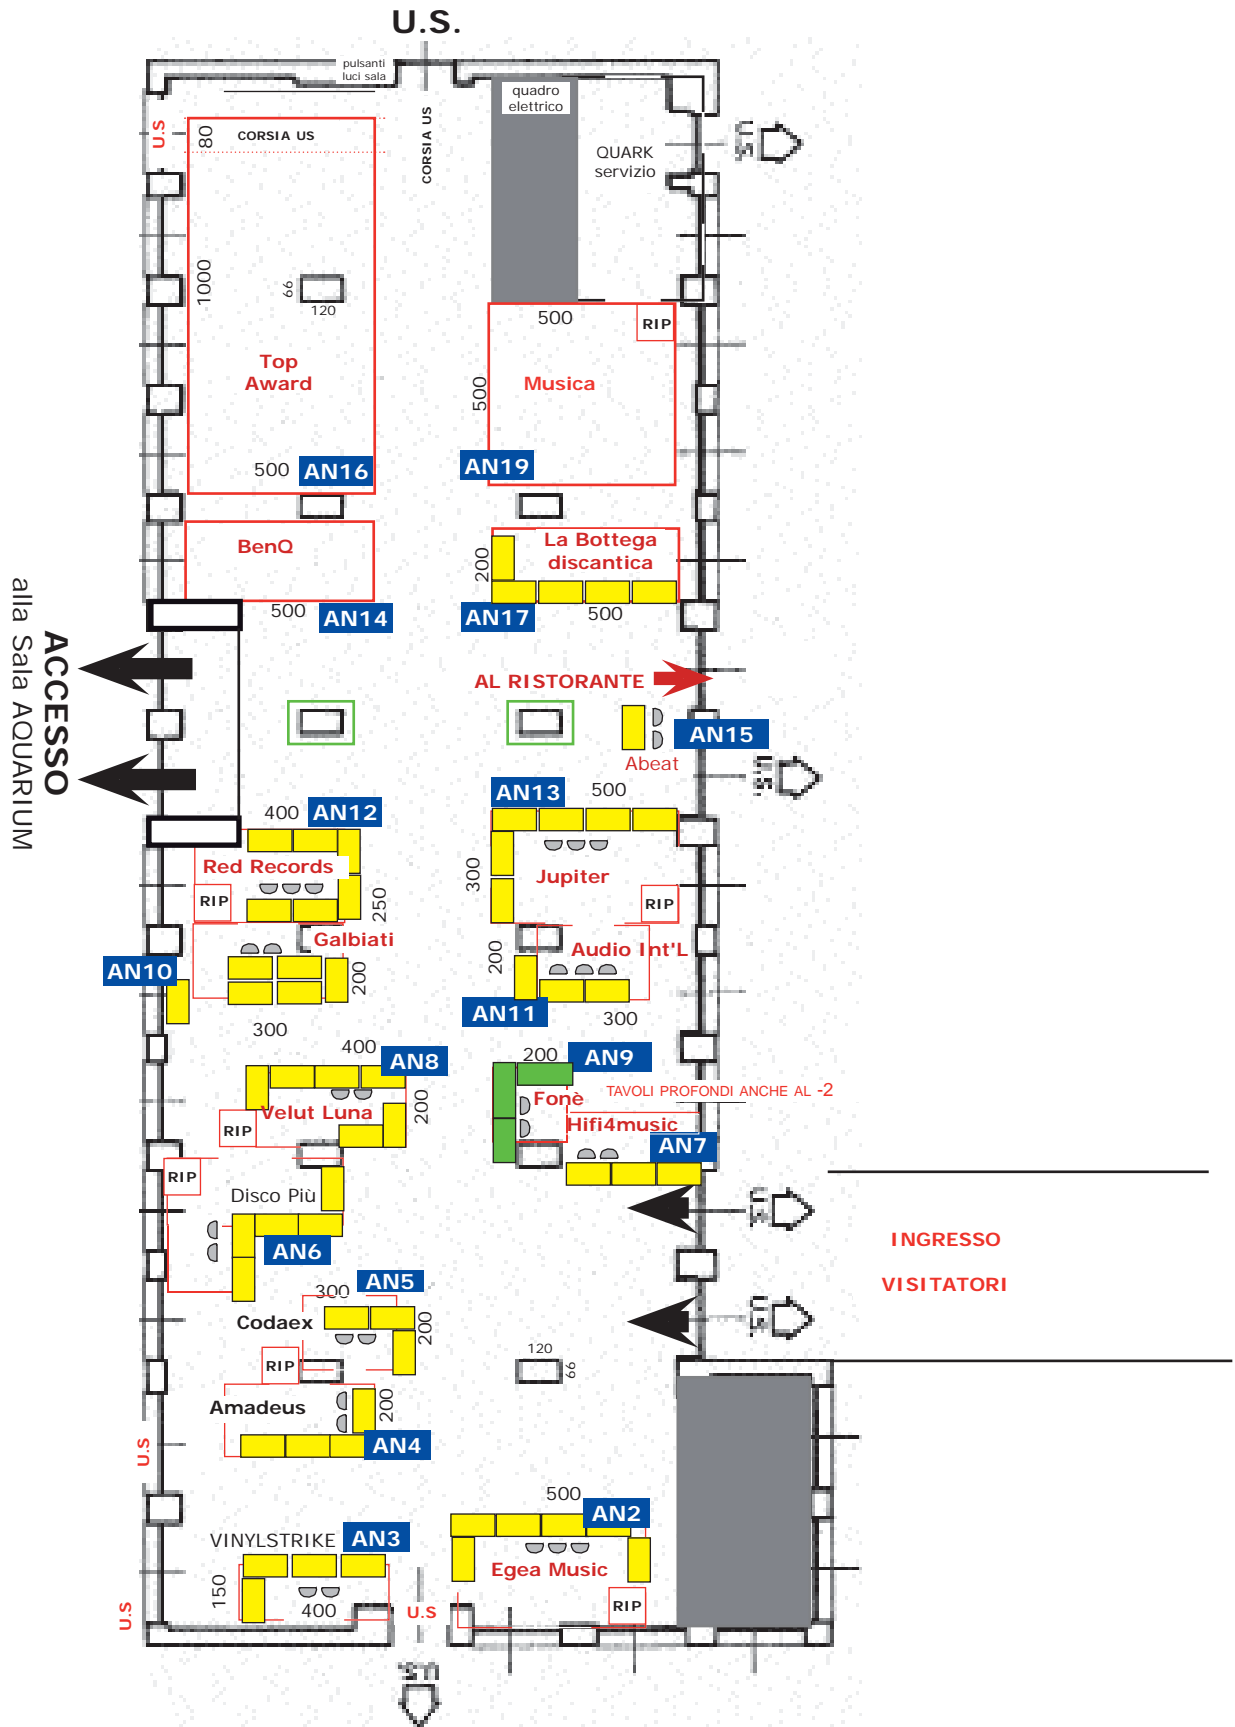 U.S.
pulsanti
luci sala
quadro
elettrico
U.S
80
CORSIA US
CORSIA US
QUARK
servizio
U.S.
1000
66
120
500
RIP
Top
Award
500
Musica
500
AN16
AN19
BenQ
La Bottega
discantica
200
500
AN14
AN17
500
ACCESSO
alla Sala AQUARIUM
AL RISTORANTE
AN15
Abeat
U.S.
AN13
500
400
AN12
Red Records
RIP
250
300
Jupiter
RIP
Galbiati
AN10
200
300
200
Audio Int'L
AN11
300
400
AN8
Velut Luna
200
RIP
200
AN9
Fonè
TAVOLI PROFONDI ANCHE AL -2
Hifi4music
AN7
RIP
Disco Più
AN6
U.S.
INGRESSO
VISITATORI
U.S.
300
AN5
Codaex
200
RIP
120
66
Amadeus
200
AN4
U.S
500
AN2
VINYLSTRIKE
AN3
Egea Music
150
400
RIP
U.S
U.S
U.S.